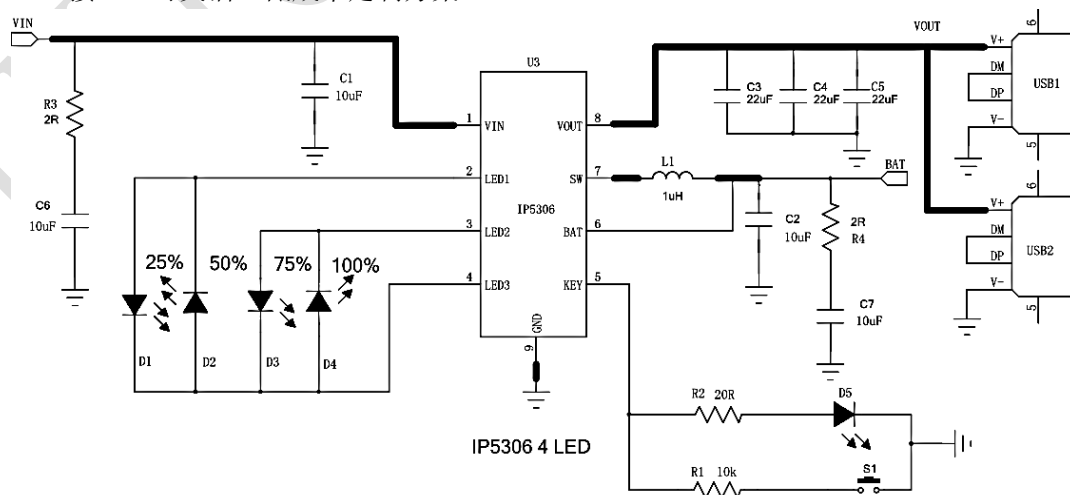 VIN
VOUT
6
V+
DM
DP
V-
USB1
5
U3
C1
10uF
C3
22uF
C4
22uF
C5
22uF
R3
2R
1
VIN
VOUT
8
2
LED1
SW
7
L1
1uH
BAT
IP5306
C6
10uF
3
LED2
BAT
6
C2
10uF
2R
R4
6
V+
DM
DP
V-
USB2
5
25%
50%
75%
100%
4
LED3
KEY
5
GND
9
C7
10uF
D1
D2
D3
D4
R2 20R
D5
IP5306 4 LED
R1 10k
S1